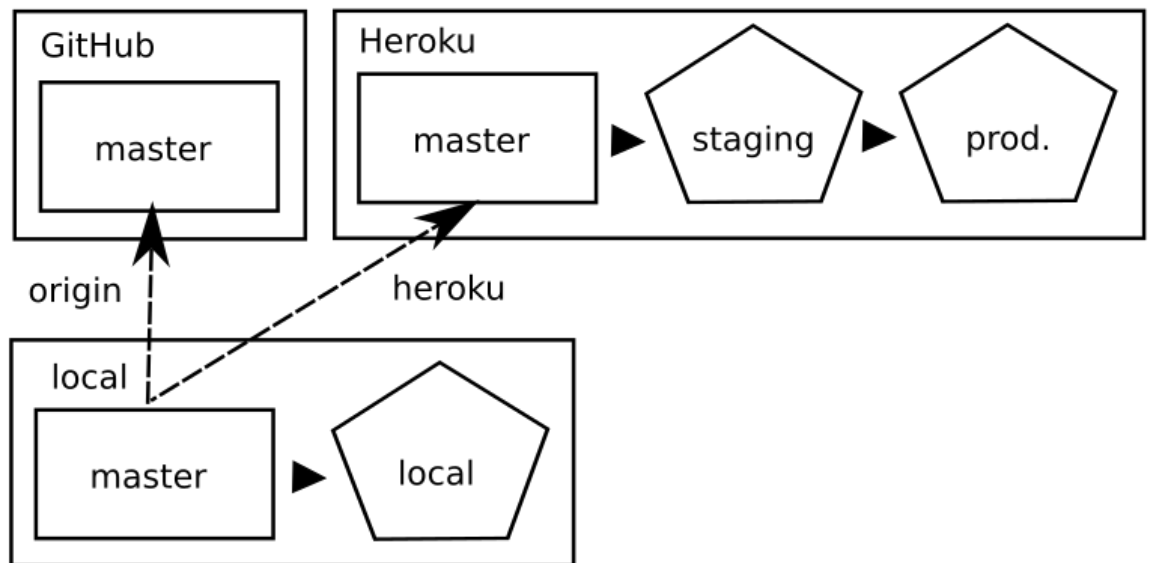 GitHub
master
Heroku
master
staging
prod.
origin
heroku
local
master
local